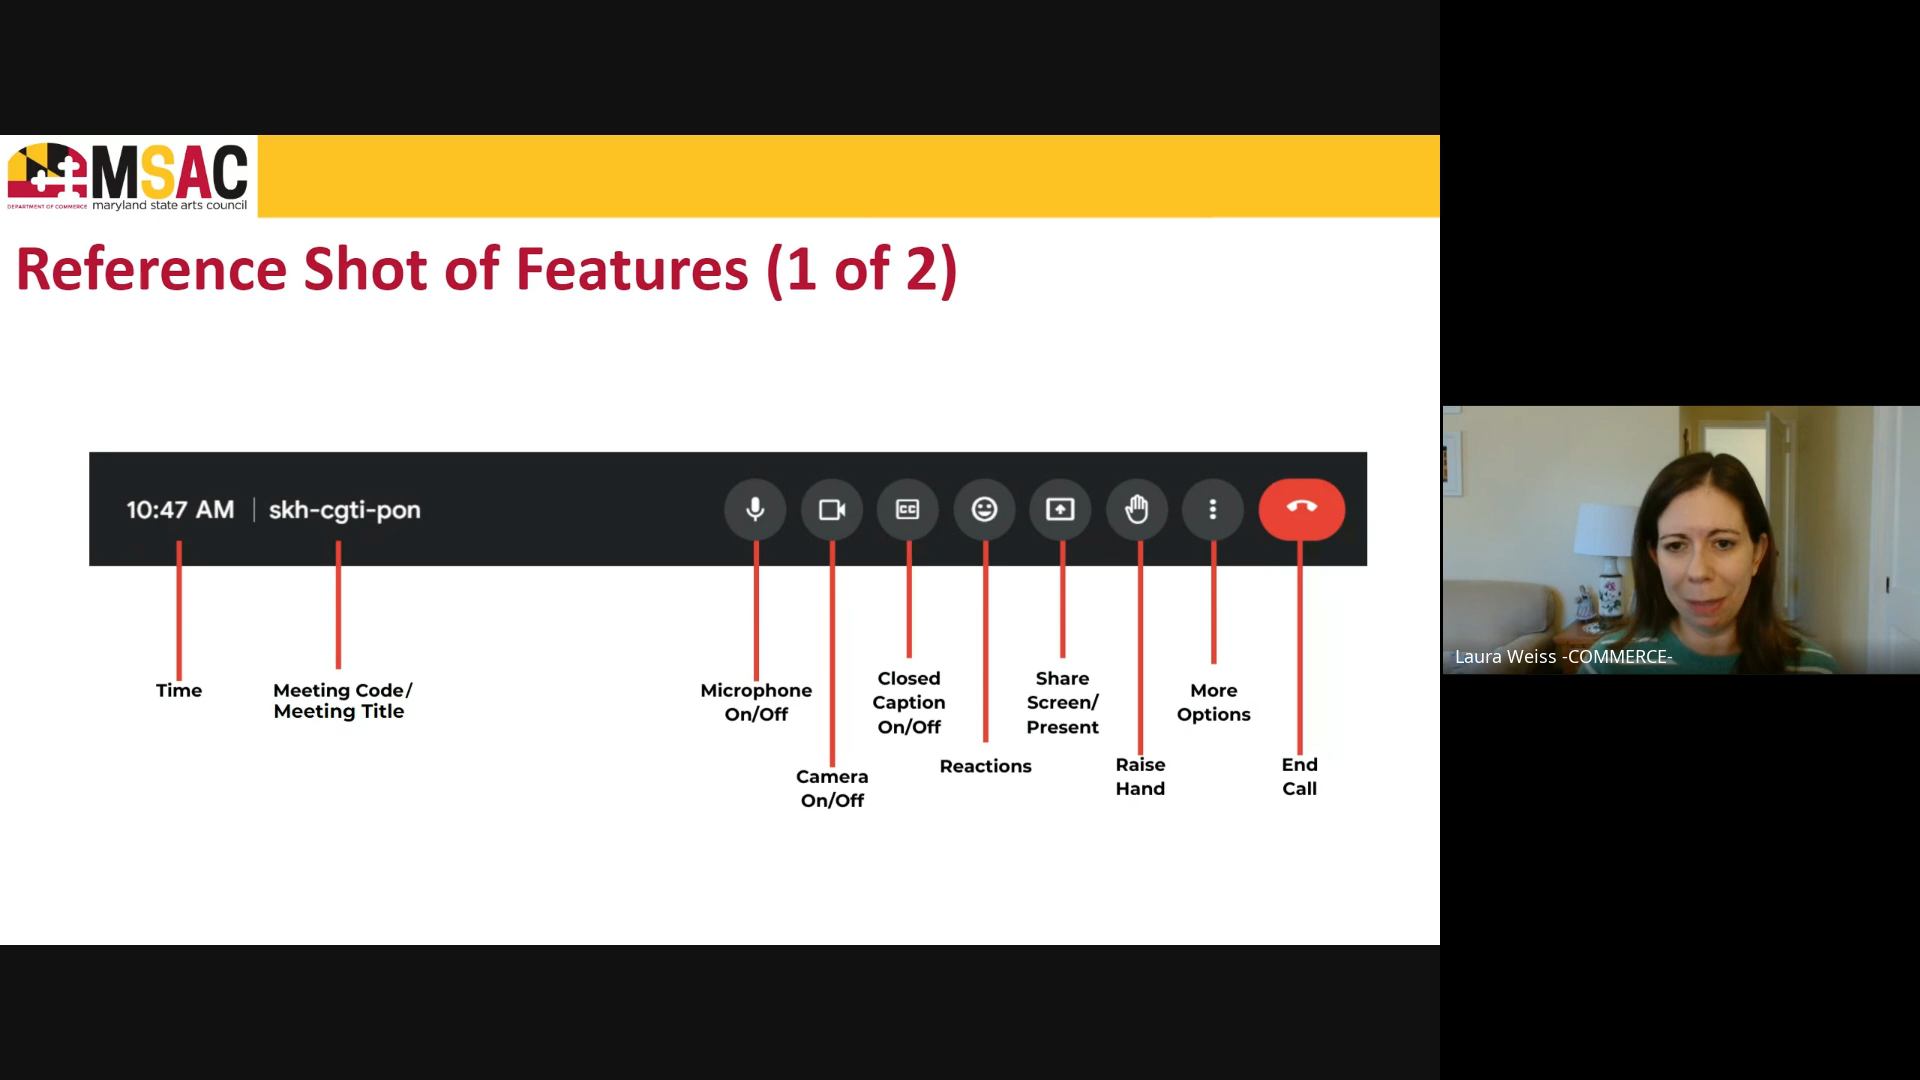 MSAC
DEPARTMENT OF COMMERCE maryland state arts council
Reference Shot of Features (1 of 2)
10:47 AM | skh-cgti-pon
CC
Time
Meeting Code/
Meeting Title
Microphone
On/Off
Camera
On/Off
Closed
Caption
On/Off
Reactions
Share
Screen/
Present
Raise
Hand
More
Options
End
Call
Laura Weiss -COMMERCE-